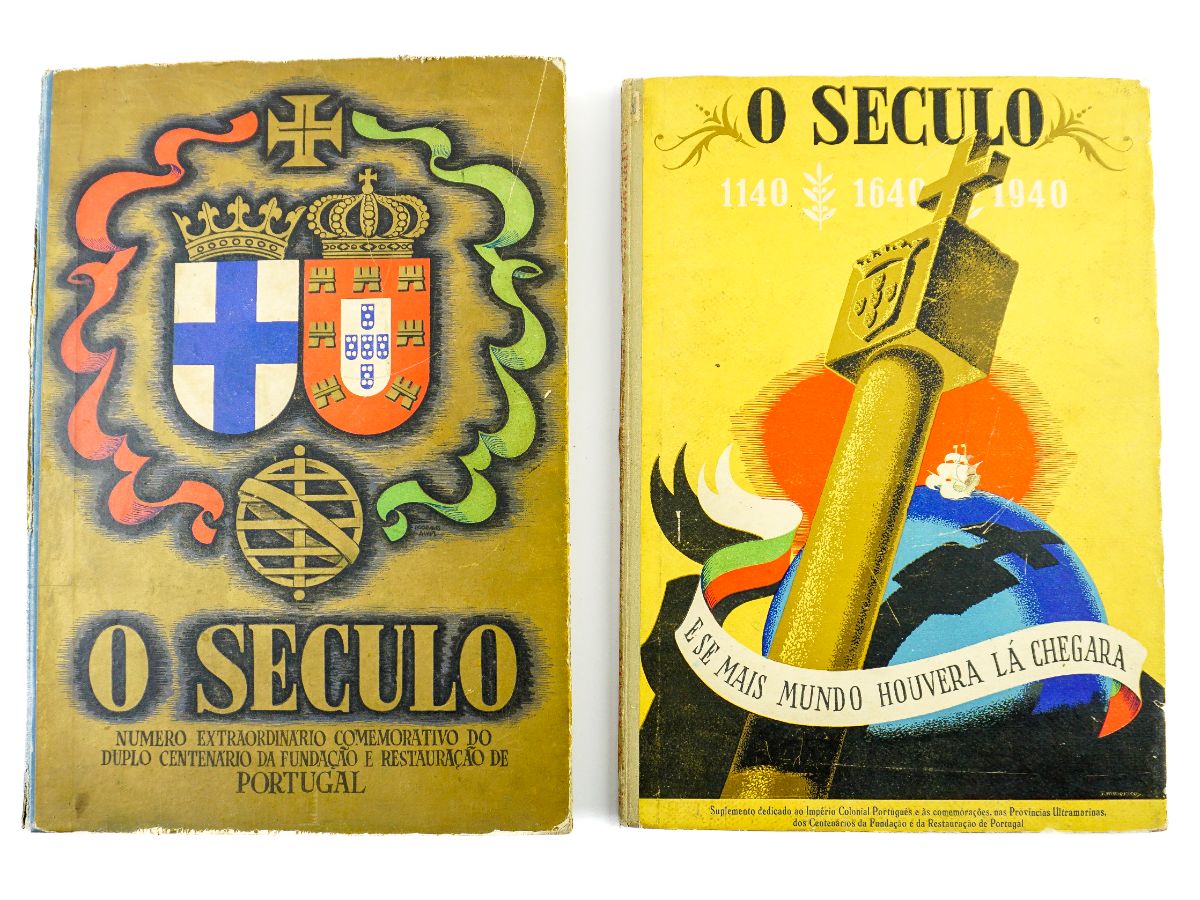 O SECULO
NUMERO EXTRAORDINARIO COMEMORATIVO DO
DUPLO CENTENÁRIO DA FUNDAÇÃO E RESTAURAÇÃO DE
PORTUGAL
O SECULO
1140 1640 1940
E SE MAIS MUNDO HOUVERA LÁ CHEGARA
Suplemento dedicado ao Império Colonial Português e às comemorações, nas Províncias Ultramarinas,
dos Centenários da Fundação e da Restauração de Portugal